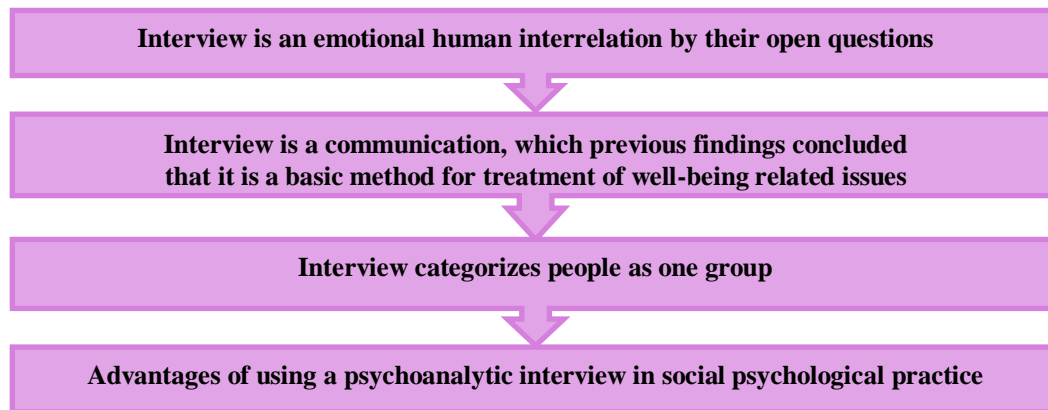 Interview is an emotional human interrelation by their open questions
Interview is a communication, which previous findings concluded
that it is a basic method for treatment of well-being related issues
Interview categorizes people as one group
Advantages of using a psychoanalytic interview in social psychological practice